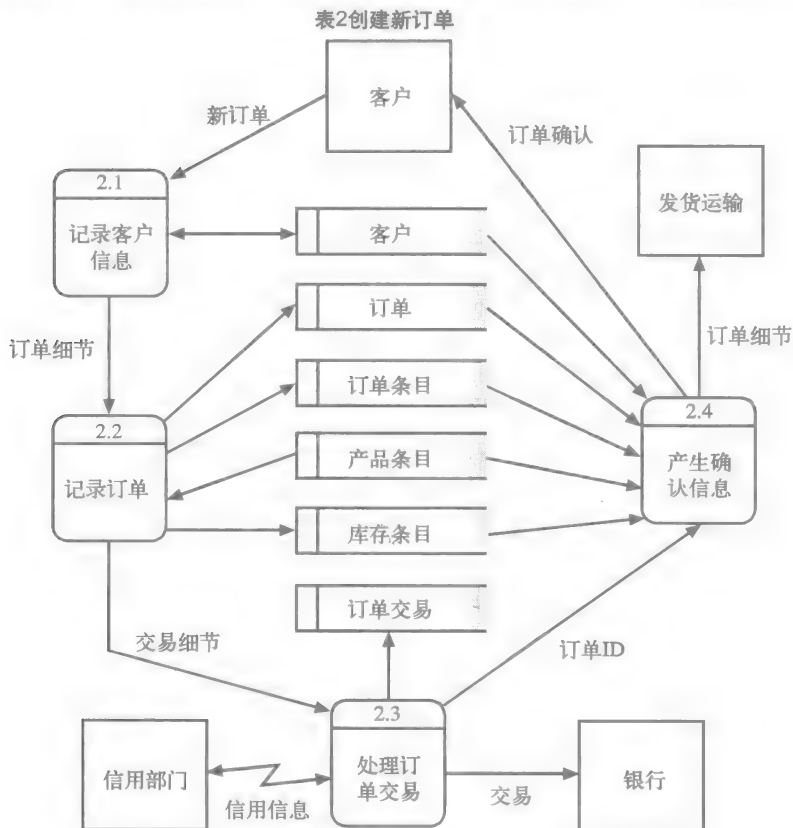 表2创建新订单
客户
新订单
订单确认
2.1
记录客户
信息
发货运输
客户
订单
订单细节
订单细节
订单条目
2.2
记录订单
2.4
产生确
认信息
产品条目
库存条目
订单交易
交易细节
订单ID
2.3
处理订
单交易
信用部门
信用信息
交易
银行